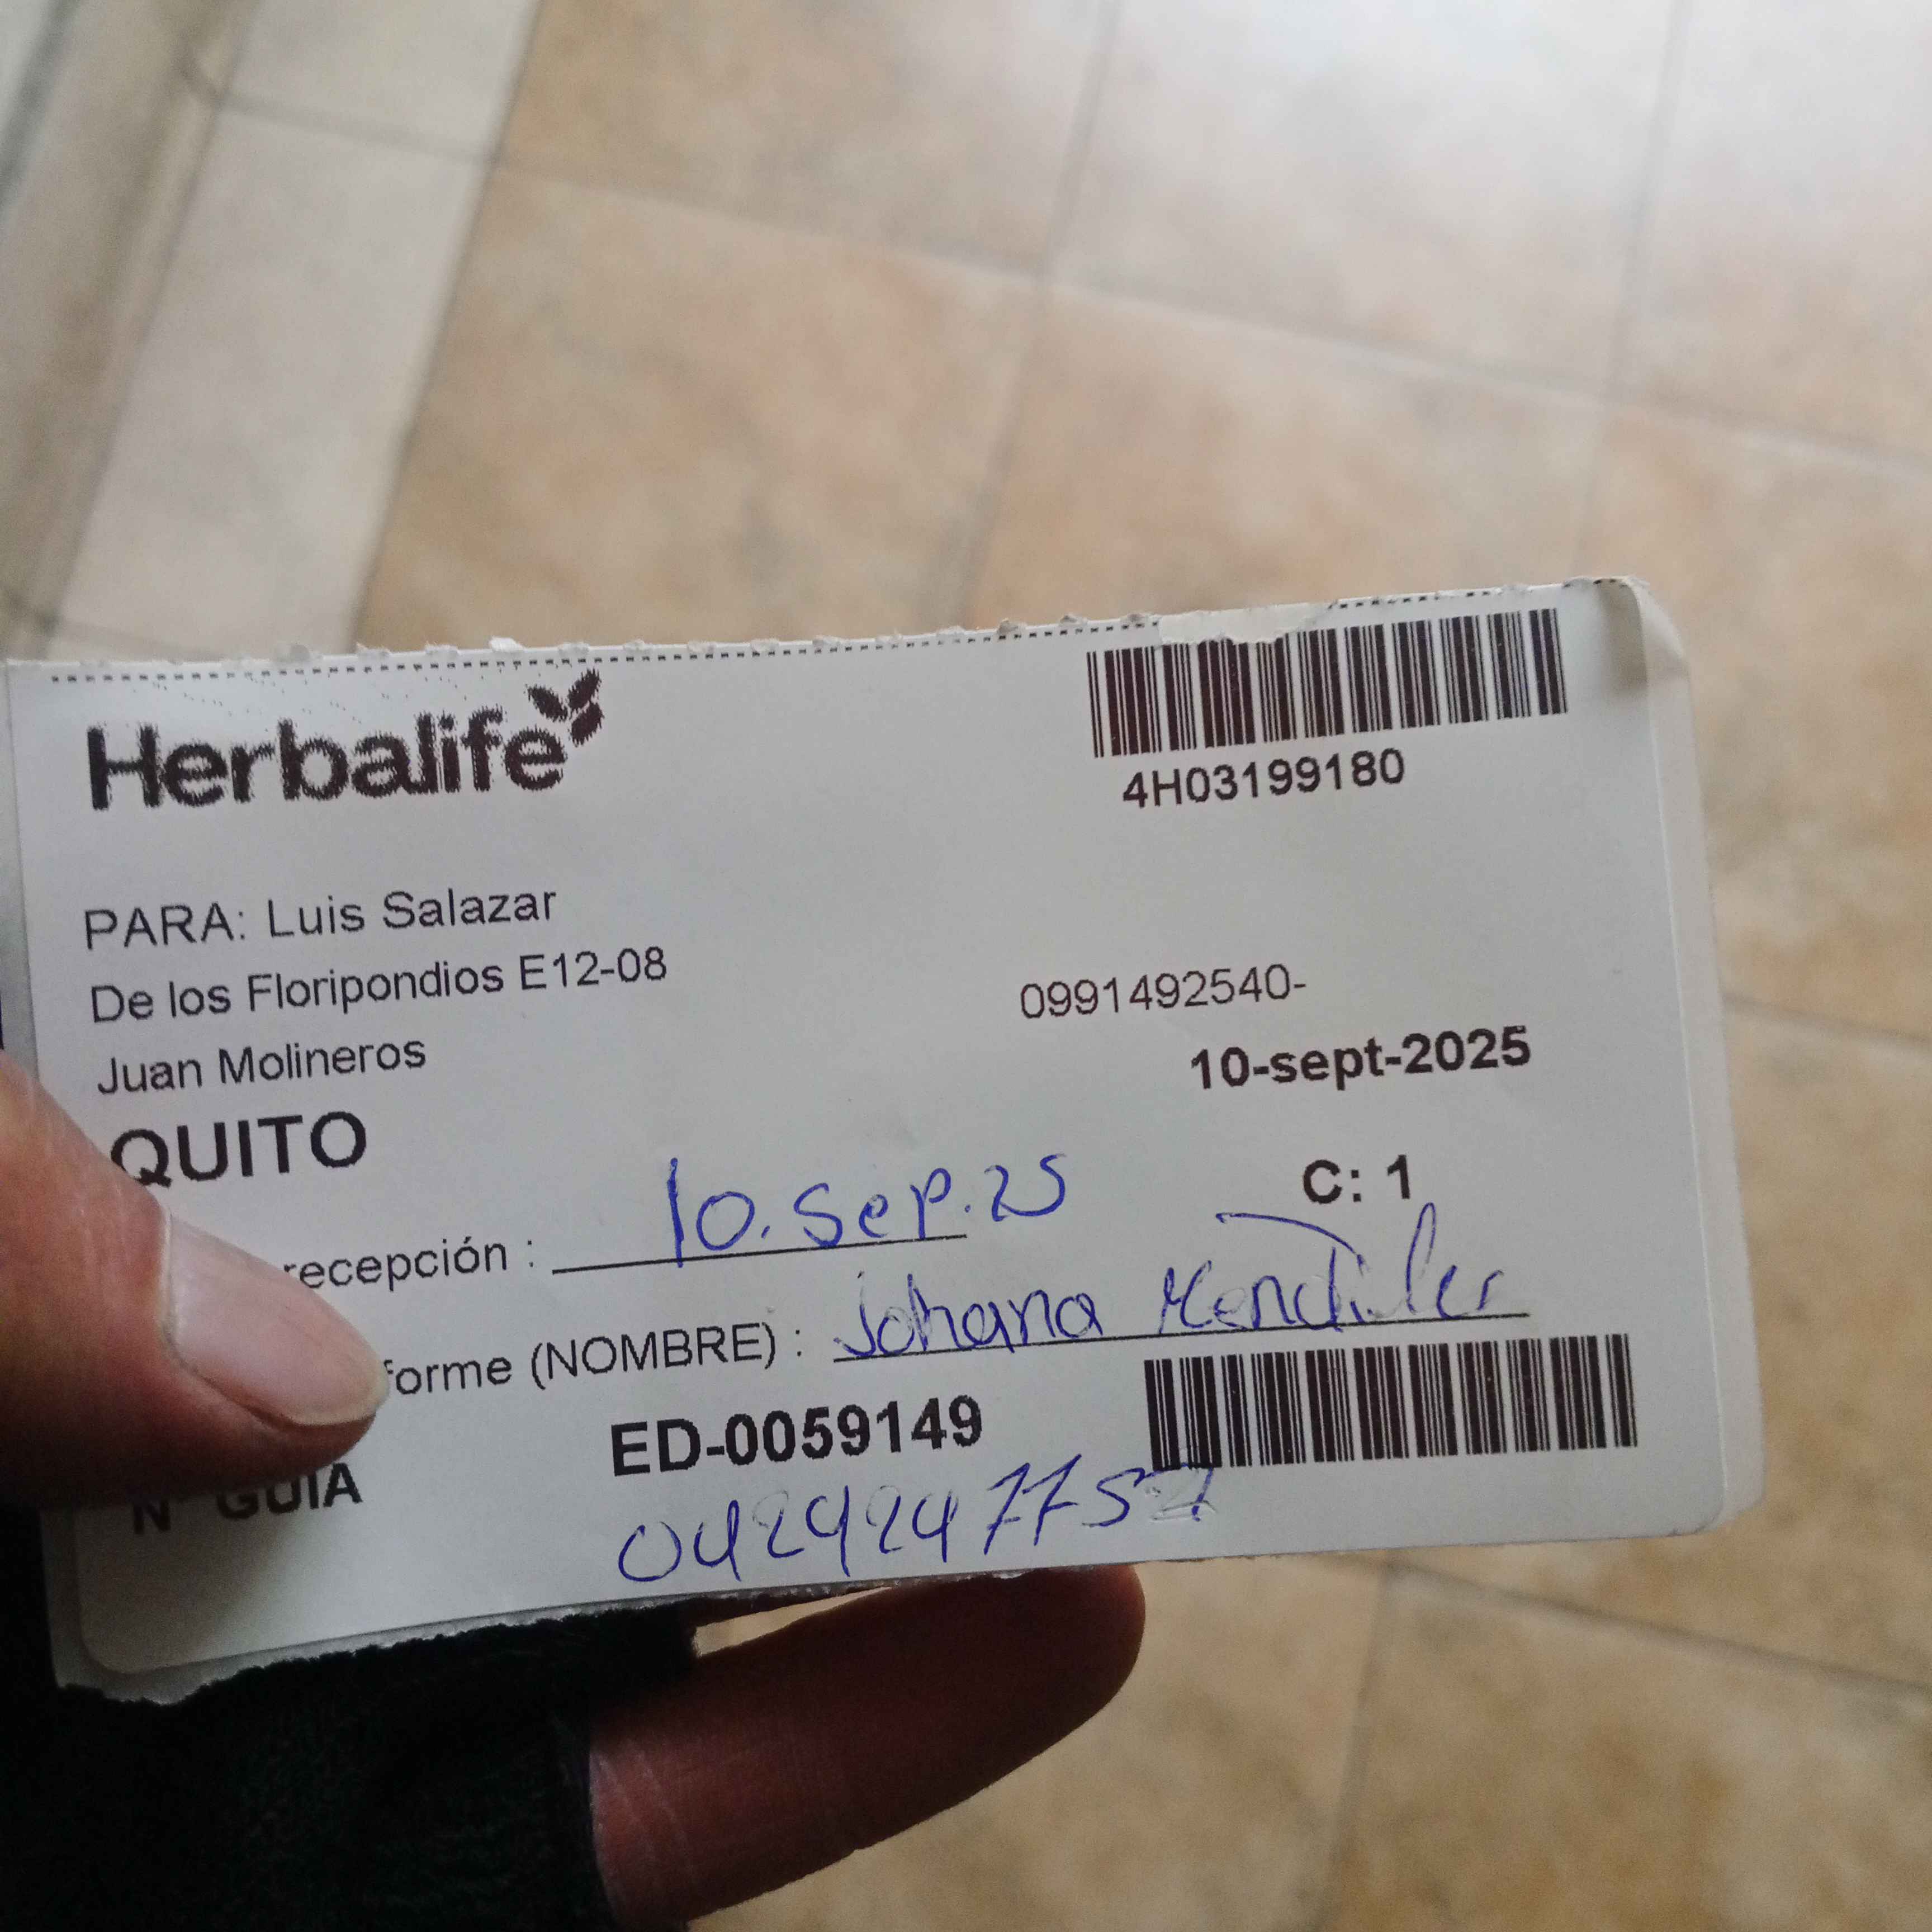 Herbalife
4H03199180
PARA: Luis Salazar
De los Floripondios E12-08
0991492540-
Juan Molineros
10-sept-2025
QUITO
C: 1
recepción : 10. Sep. 25
forme (NOMBRE) : Johana
ED-0059149
N° GUIA